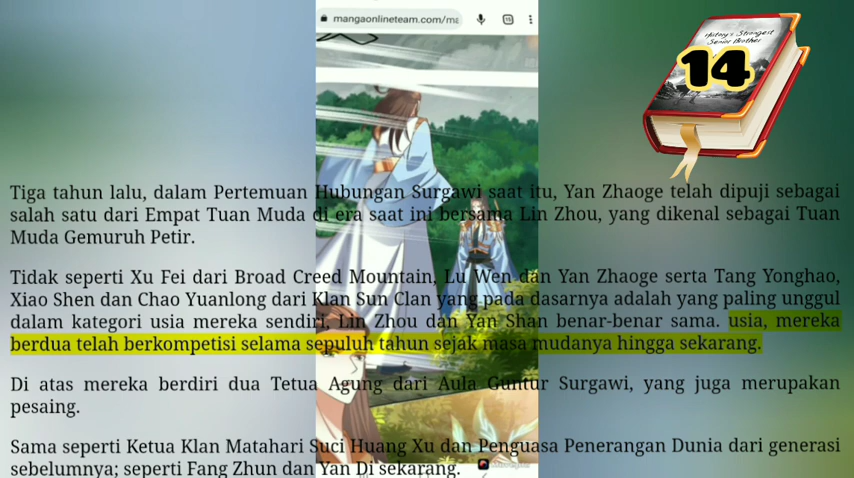 mangaonlineteam.com/ma
15
History's Strongest
Senior Brother
14
Tiga tahun lalu, dalam Pertemuan Hubungan Surgawi saat itu, Yan Zhaoge telah dipuji sebagai
salah satu dari Empat Tuan Muda di era saat ini bersama Lin Zhou, yang dikenal sebagai Tuan
Muda Gemuruh Petir.
Tidak seperti Xu Fei dari Broad Creed Mountain, Lu Wen dan Yan Zhaoge serta Tang Yonghao,
Xiao Shen dan Chao Yuanlong dari Klan Sun Clan yang pada dasarnya adalah yang paling unggul
dalam kategori usia mereka sendiri, Lin Zhou dan Yan Shan benar-benar sama. usia, mereka
berdua telah berkompetisi selama sepuluh tahun sejak masa mudanya hingga sekarang.
Di atas mereka berdiri dua Tetua Agung dari Aula Guntur Surgawi, yang juga merupakan
pesaing.
Sama seperti Ketua Klan Matahari Suci Huang Xu dan Penguasa Penerangan Dunia dari generasi
sebelumnya; seperti Fang Zhun dan Yan Di sekarang.